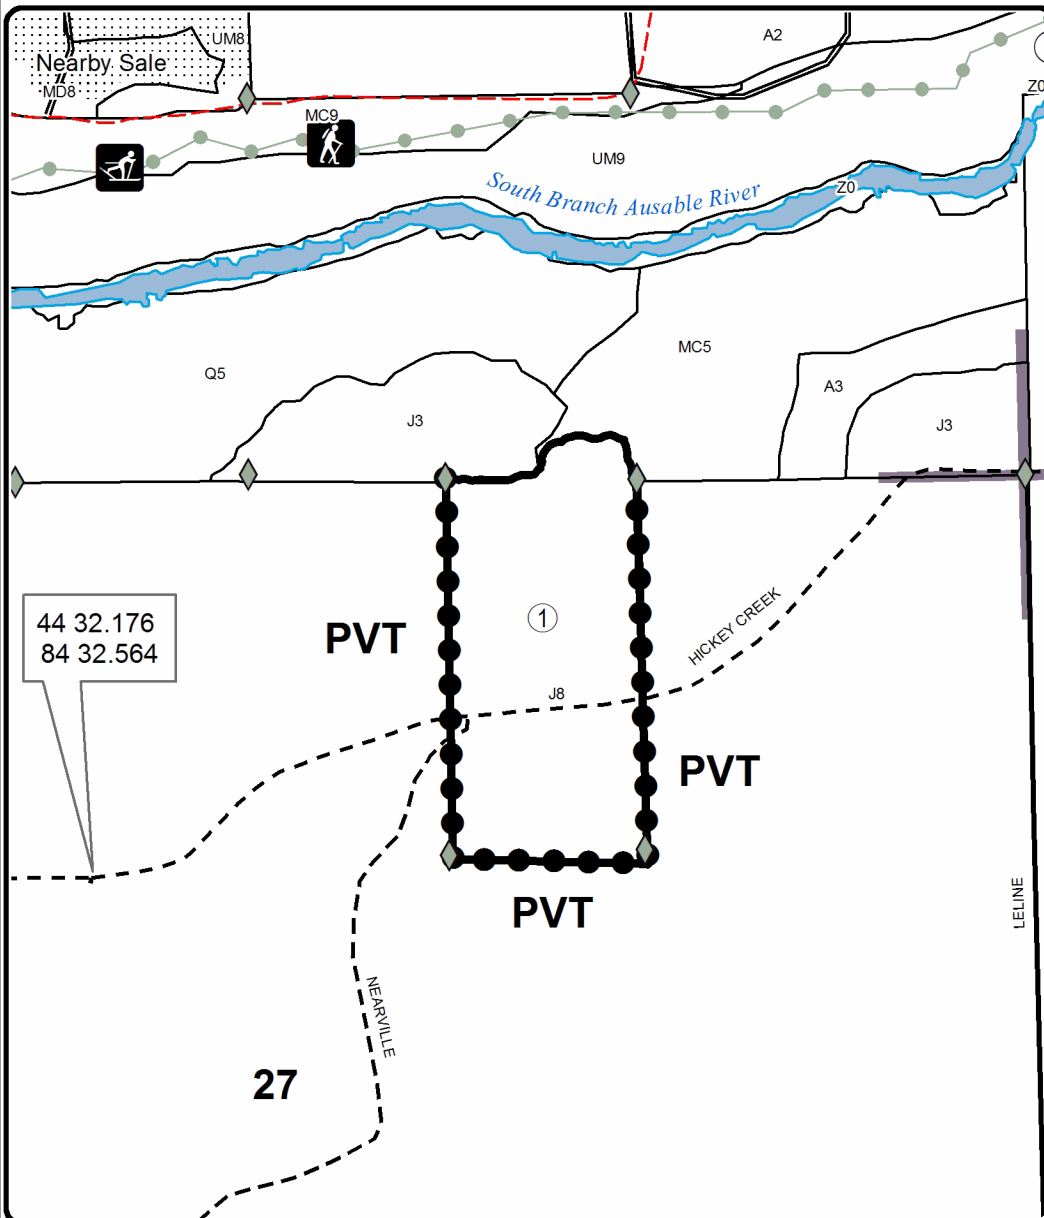 UM8
A2
Nearby Sale
MD8
Z0
MC9
UM9
South Branch Ausable River
Z0
MC5
Q5
A3
J3
J3
44 32.176
84 32.564
1
PVT
HICKEY CREEK
J8
PVT
PVT
LELINE
NEARVILLE
27